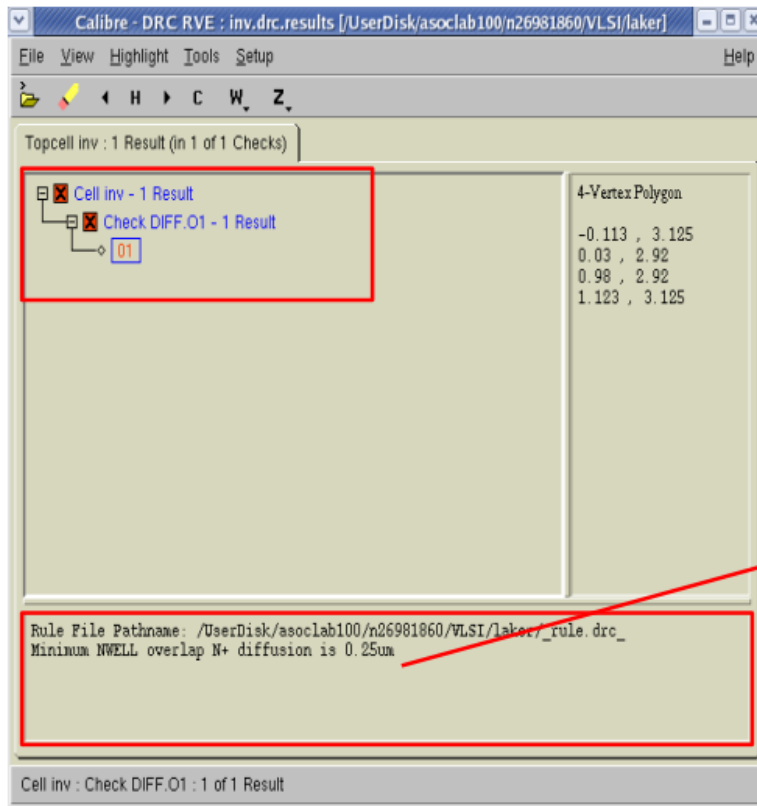 Calibre - DRC RVE : inv.drc.results [/UserDisk/asoclab100/n26981860/VLSI/laker]
File View Highlight Tools Setup Help
H C W Z
Topcell inv : 1 Result (in 1 of 1 Checks)
Cell inv - 1 Result
Check DIFF.O1 - 1 Result
01
4-Vertex Polygon
-0.113 , 3.125
0.03 , 2.92
0.98 , 2.92
1.123 , 3.125
Rule File Pathname: /UserDisk/asoclab100/n26981860/VLSI/laker/_rule.drc_
Minimum NWELL overlap N+ diffusion is 0.25um
Cell inv : Check DIFF.O1 : 1 of 1 Result